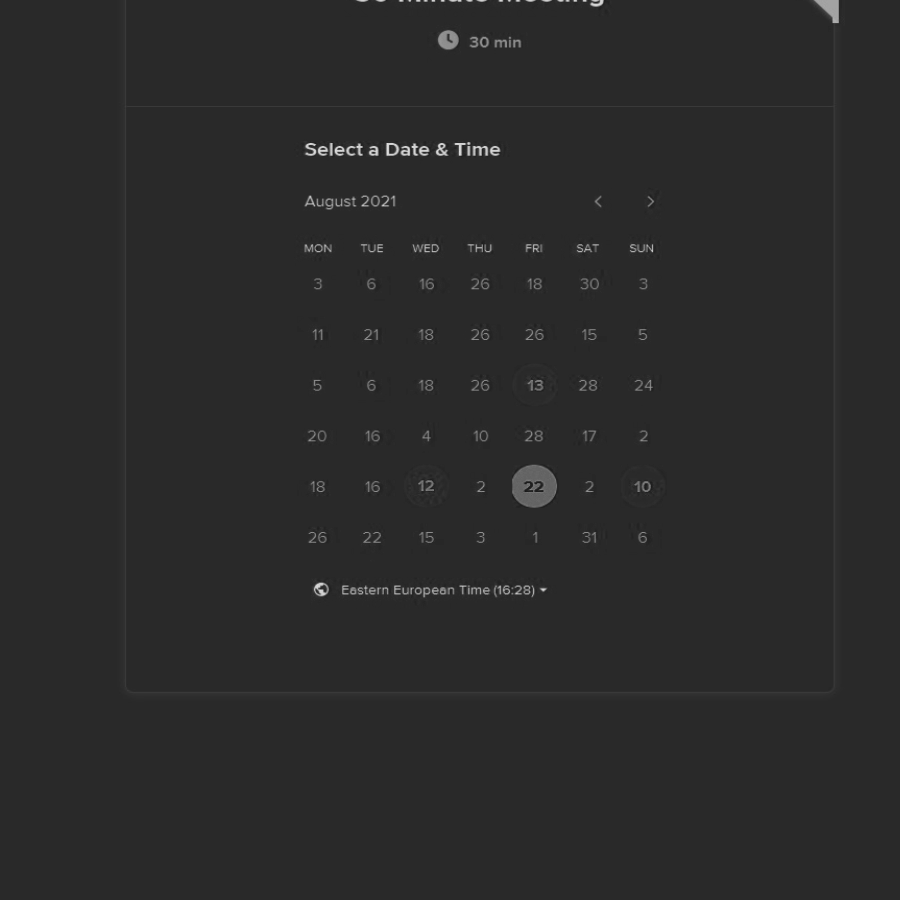 30 min
Select a Date & Time
August 2021
MON TUE WED THU FRI SAT SUN
3 6 16 26 18 30 3
11 21 18 26 26 15 5
5 6 18 26 13 28 24
20 16 4 10 28 17 2
18 16 12 2 22 2 10
26 22 15 3 1 31 6
Eastern European Time (16:28)